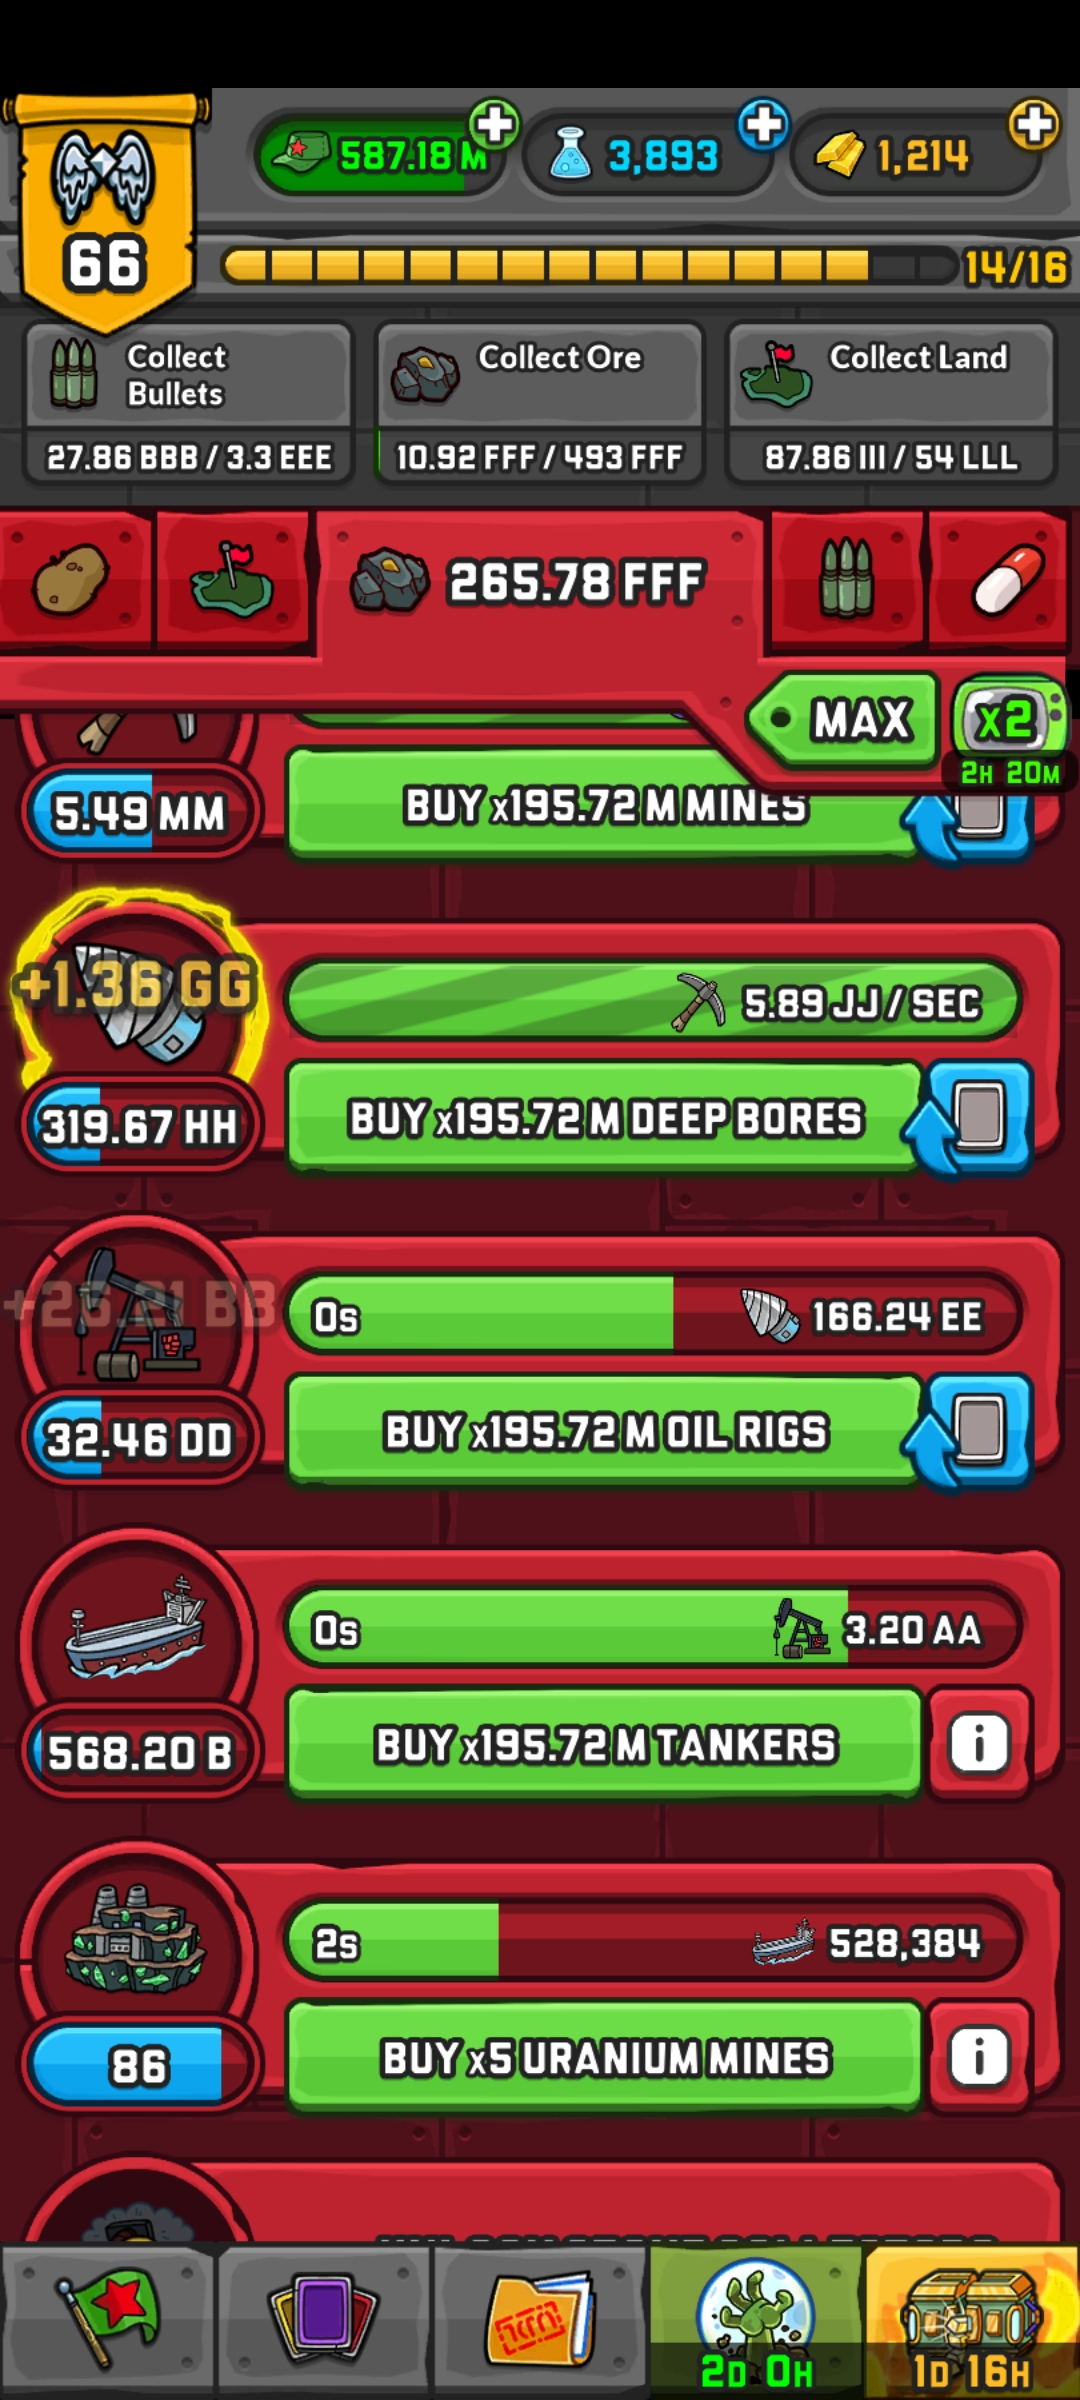 587.18 M
3,893
1,214
66
14/16
Collect
Bullets
Collect Ore
Collect Land
27.86 BBB / 3.3 EEE
10.92 FFF / 493 FFF
87.86 III / 54 LLL
265.78 FFF
MAX
X2
2H 20M
5.49 MM
BUY x195.72 M MINES
+1.36 GG
5.89 JJ / SEC
319.67 HH
BUY x195.72 M DEEP BORES
0s
166.24 EE
32.46 DD
BUY x195.72 M OIL RIGS
0s
3.20 AA
568.20 B
BUY x195.72 M TANKERS
i
2s
528,384
86
BUY x5 URANIUM MINES
i
2D 0H
1D 16H